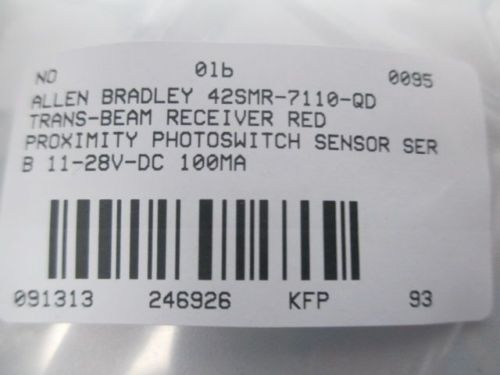 NO 01b 0095
ALLEN BRADLEY 42SMR-7110-QD
TRANS-BEAM RECEIVER RED
PROXIMITY PHOTOSWITCH SENSOR SER
B 11-28V-DC 100MA
091313 246926 KFP 93